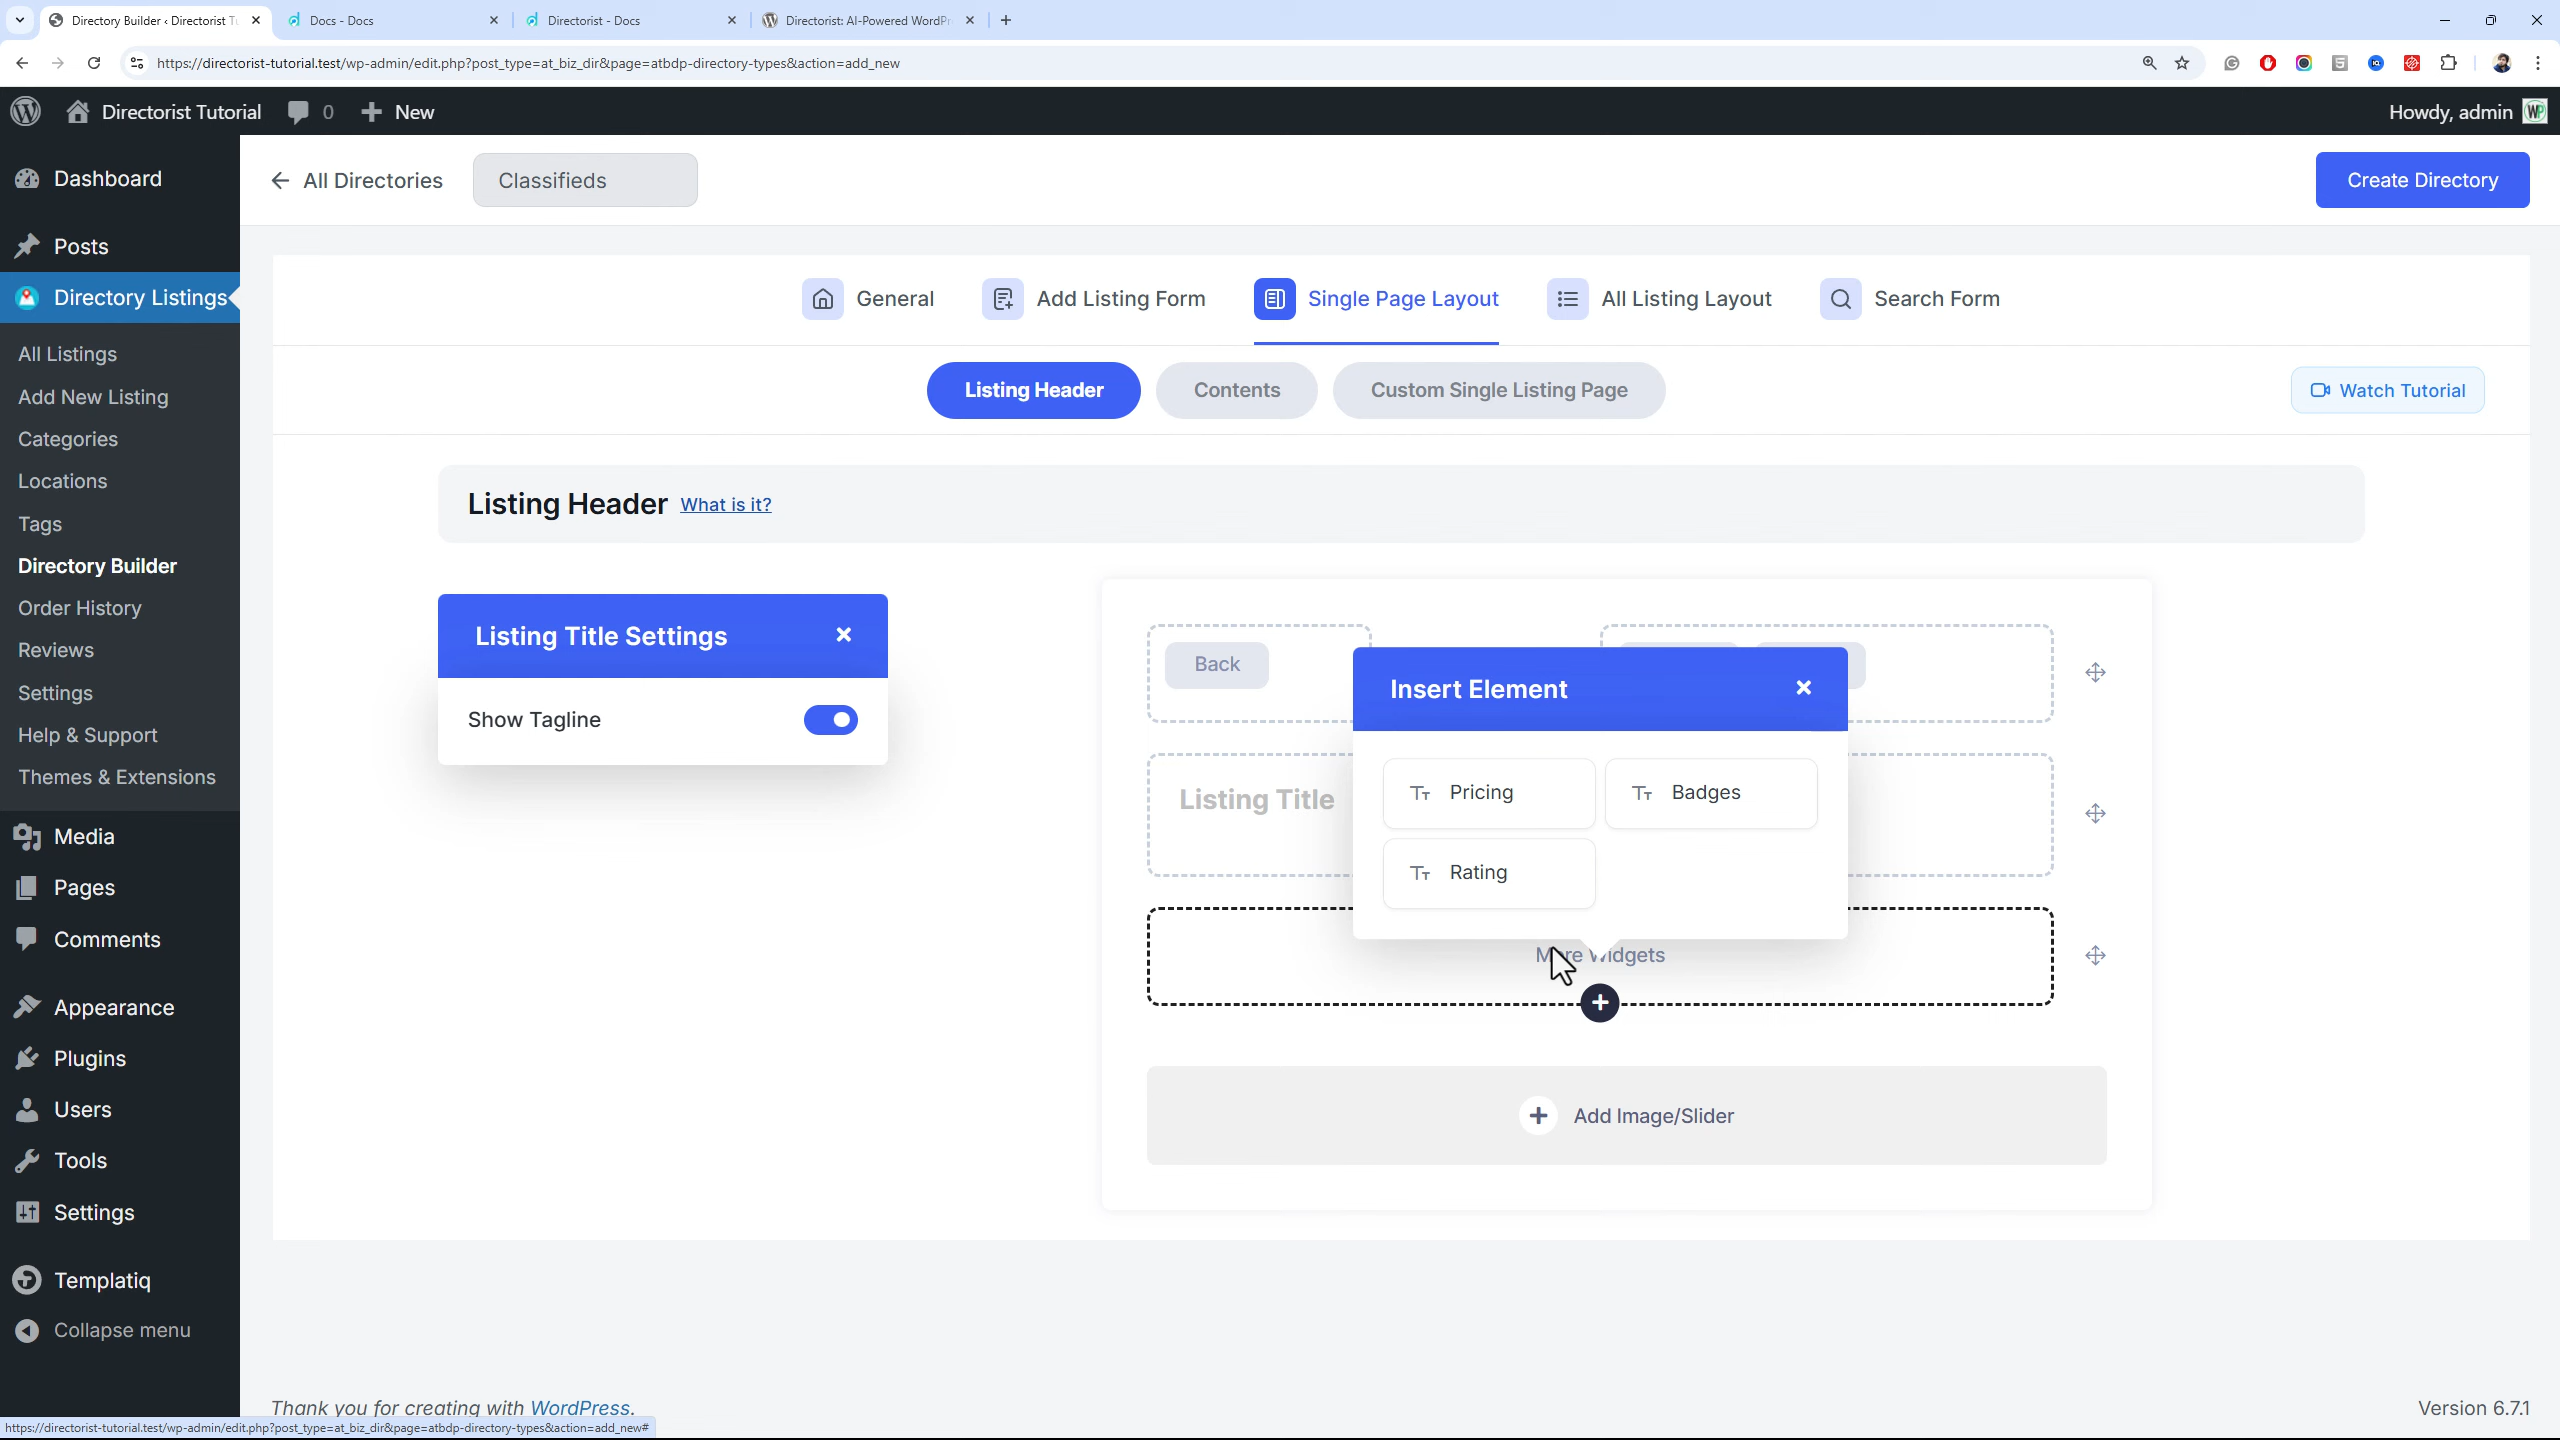 Directory Builder ‹ Directorist Tu
Docs - Docs
Directorist - Docs
Directorist: AI-Powered WordPr
https://directorist-tutorial.test/wp-admin/edit.php?post_type=at_biz_dir&page=atbdp-directory-types&action=add_new
Directorist Tutorial
0
New
Howdy, admin
Dashboard
Posts
Directory Listings
All Listings
Add New Listing
Categories
Locations
Tags
Directory Builder
Order History
Reviews
Settings
Help & Support
Themes & Extensions
Media
Pages
Comments
Appearance
Plugins
Users
Tools
Settings
Templatiq
Collapse menu
All Directories
Classifieds
Create Directory
General
Add Listing Form
Single Page Layout
All Listing Layout
Search Form
Listing Header
Contents
Custom Single Listing Page
Watch Tutorial
Listing Header What is it?
Listing Title Settings
Show Tagline
Back
Insert Element
Pricing
Badges
Rating
Listing Title
Add Image/Slider
Thank you for creating with WordPress.
Version 6.7.1
https://directorist-tutorial.test/wp-admin/edit.php?post_type=at_biz_dir&page=atbdp-directory-types&action=add_new#